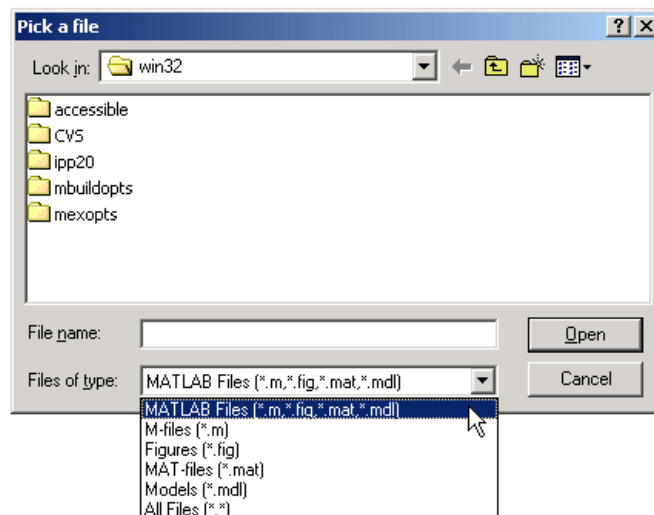 Pick a file
Look in: win32
accessible
CVS
ipp20
mbuildopts
mexopts
File name: Open
Files of type: MATLAB Files (*.m,*.fig,*.mat,*.mdl) Cancel
MATLAB Files (*.m,*.fig,*.mat,*.mdl)
M-files (*.m)
Figures (*.fig)
MAT-files (*.mat)
Models (*.mdl)
All Files (*.*)